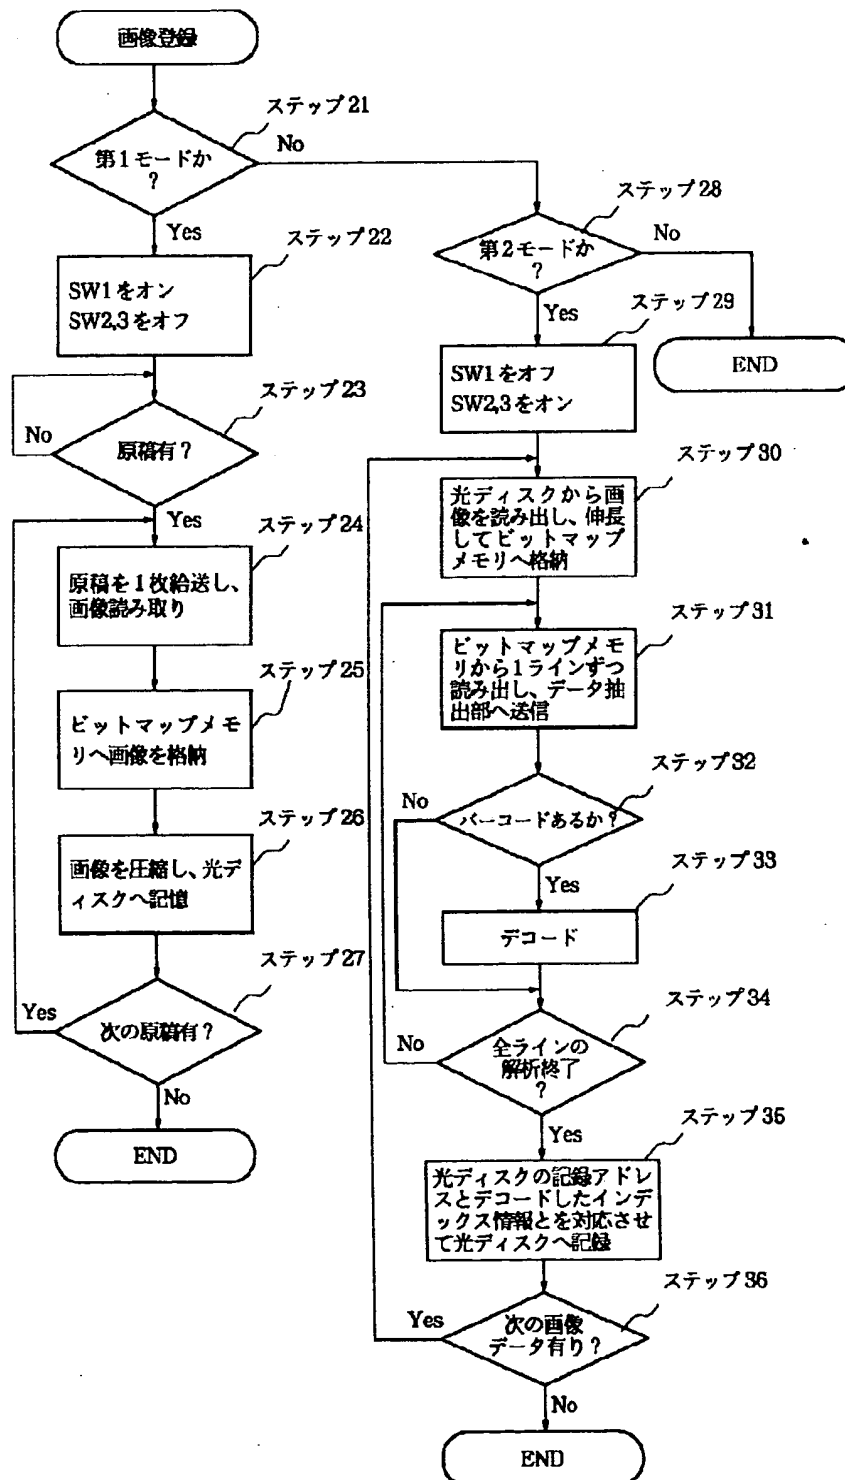 画像登録
ステップ21
第1モードか
?
No
Yes
ステップ22
SW1をオン
SW2,3をオフ
ステップ23
原稿有?
No
Yes
ステップ24
原稿を1枚給送し、
画像読み取り
ステップ25
ビットマップメモ
リへ画像を格納
ステップ26
画像を圧縮し、光デ
ィスクへ記憶
ステップ27
次の原稿有?
Yes
No
END
ステップ28
第2モードか
?
No
END
Yes
ステップ29
SW1をオフ
SW2,3をオン
ステップ30
光ディスクから画
像を読み出し、伸長
してビットマップ
メモリへ格納
ステップ31
ビットマップメモ
リから1ラインずつ
読み出し、データ抽
出部へ送信
ステップ32
バーコードあるか?
No
Yes
ステップ33
デコード
ステップ34
全ラインの
解析終了
?
No
Yes
ステップ35
光ディスクの記録アドレ
スとデコードしたインデ
ックス情報とを対応させ
て光ディスクへ記録
ステップ36
次の画像
データ有り?
Yes
No
END